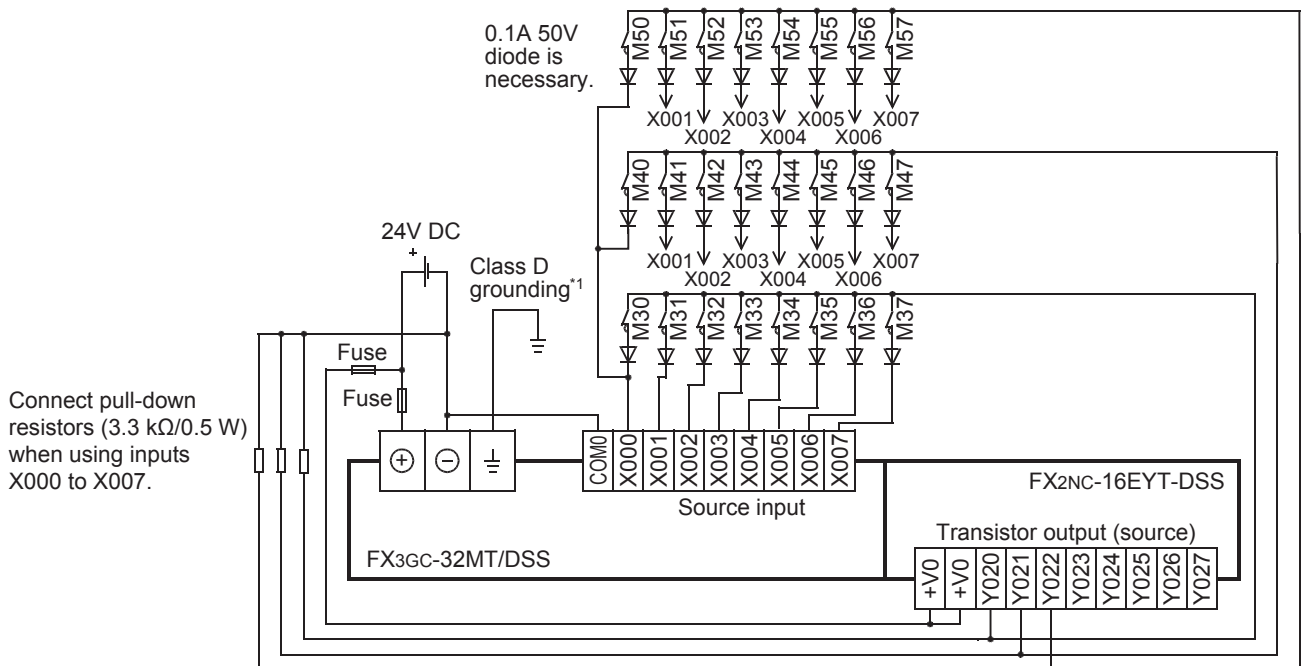 0.1A 50V
diode is
necessary.
M50 M51 M52 M53 M54 M55 M56 M57
X001 X003 X005 X007
X002 X004 X006
M40 M41 M42 M43 M44 M45 M46 M47
X001 X003 X005 X007
X002 X004 X006
24V DC
+
Class D
grounding*1
M30 M31 M32 M33 M34 M35 M36 M37
Fuse
Fuse
Connect pull-down
resistors (3.3 kΩ/0.5 W)
when using inputs
X000 to X007.
+ −
COM0 X000 X001 X002 X003 X004 X005 X006 X007
Source input
FX2NC-16EYT-DSS
Transistor output (source)
FX3GC-32MT/DSS
+V0 +V0 Y020 Y021 Y022 Y023 Y024 Y025 Y026 Y027